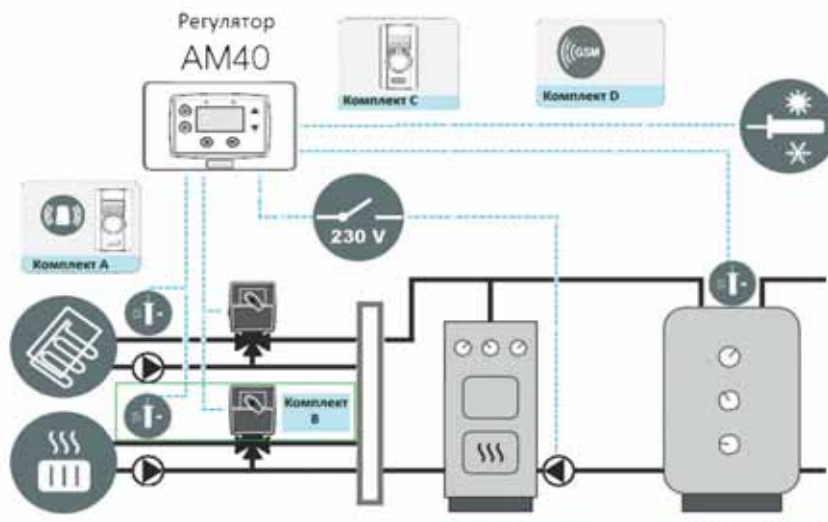 Регулятор
AM40
Комплект C
GSM
Комплект D
Комплект A
230 V
Комплект
B